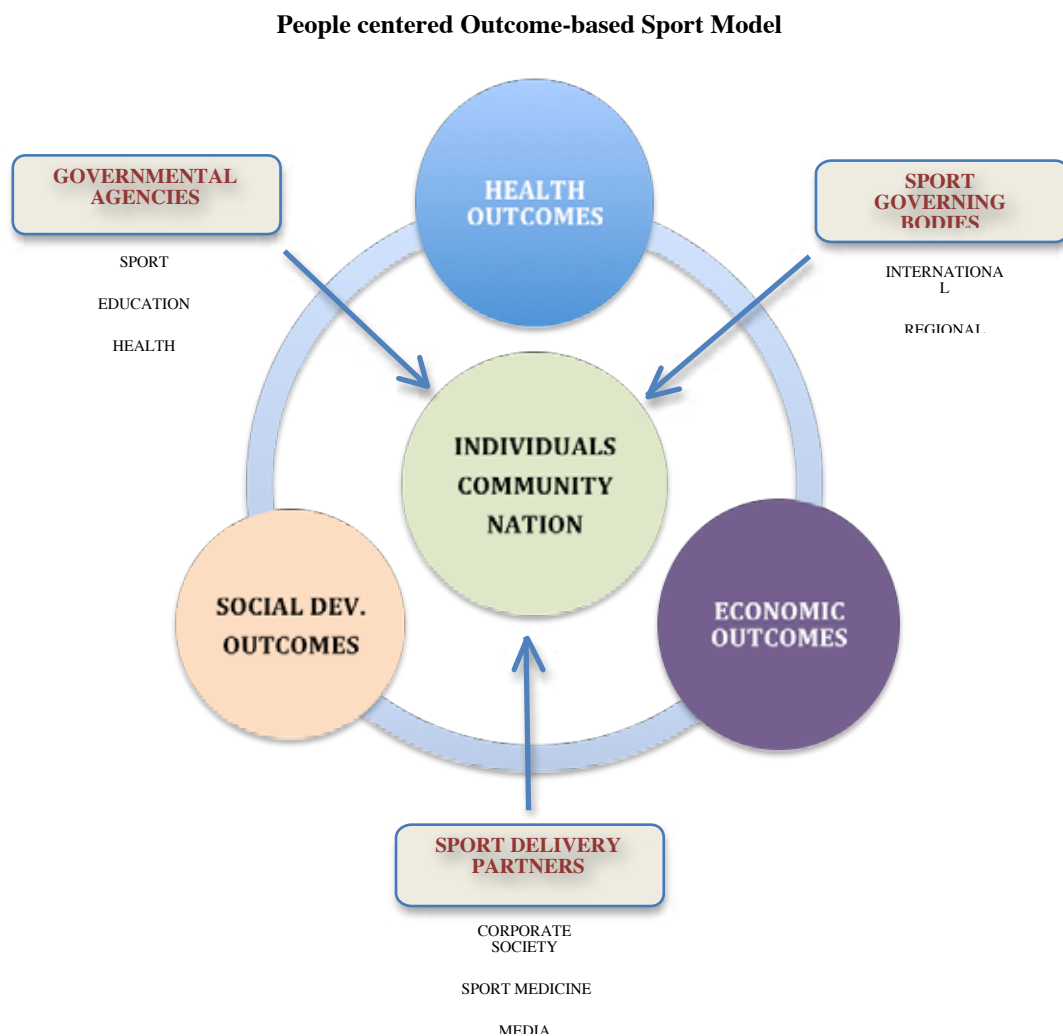 People centered Outcome-based Sport Model
HEALTH
OUTCOMES
GOVERNMENTAL
AGENCIES
SPORT
EDUCATION
HEALTH
SPORT
GOVERNING
BODIES
INTERNATIONA
L
REGIONAL
INDIVIDUALS
COMMUNITY
NATION
SOCIAL DEV.
OUTCOMES
ECONOMIC
OUTCOMES
SPORT DELIVERY
PARTNERS
CORPORATE
SOCIETY
SPORT MEDICINE
MEDIA